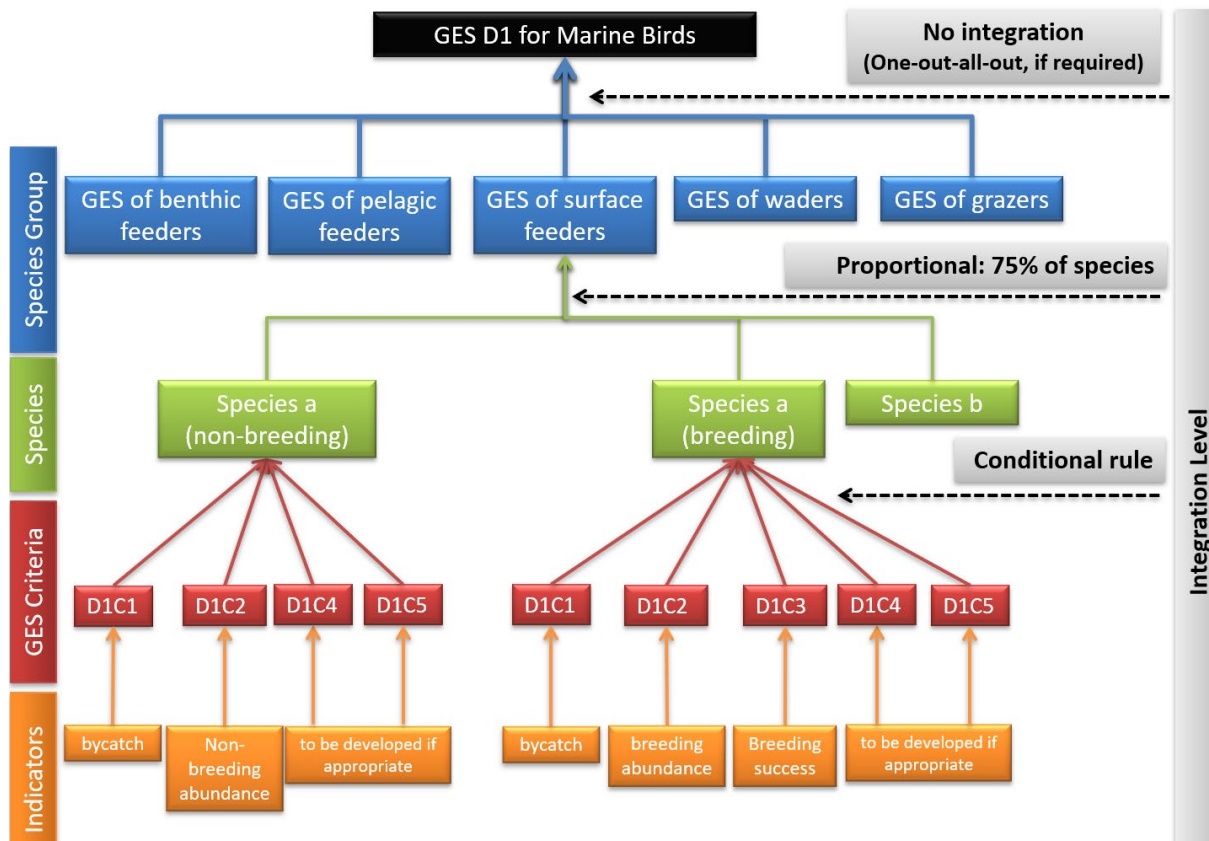 GES D1 for Marine Birds
No integration
(One-out-all-out, if required)
Species Group
GES of benthic
feeders
GES of pelagic
feeders
GES of surface
feeders
GES of waders
GES of grazers
Proportional: 75% of species
Species
Species a
(non-breeding)
Species a
(breeding)
Species b
Conditional rule
Integration Level
GES Criteria
D1C1
D1C2
D1C4
D1C5
D1C1
D1C2
D1C3
D1C4
D1C5
Indicators
bycatch
Non-
breeding
abundance
to be developed if
appropriate
bycatch
breeding
abundance
Breeding
success
to be developed if
appropriate